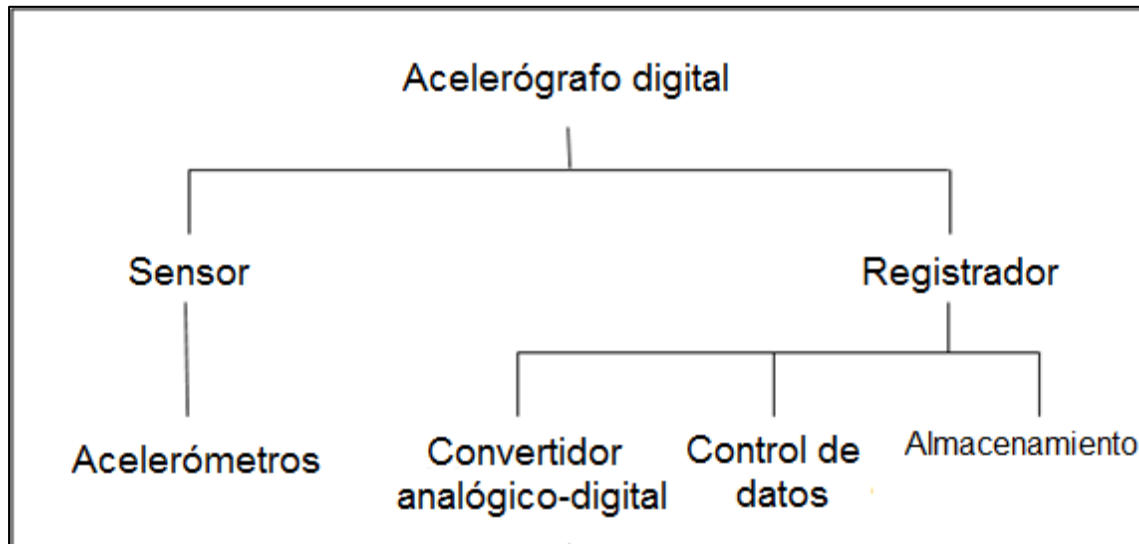 Acelerógrafo digital
Sensor
Registrador
Acelerómetros
Convertidor
analógico-digital
Control de
datos
Almacenamiento